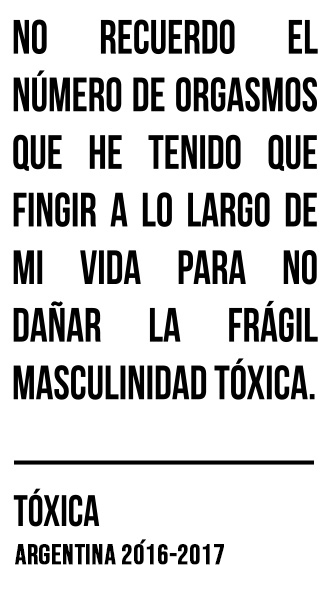 NO RECUERDO EL
NÚMERO DE ORGASMOS
QUE HE TENIDO QUE
FINGIR A LO LARGO DE
MI VIDA PARA NO
DAÑAR LA FRÁGIL
MASCULINIDAD TÓXICA.
TÓXICA
ARGENTINA 2016-2017